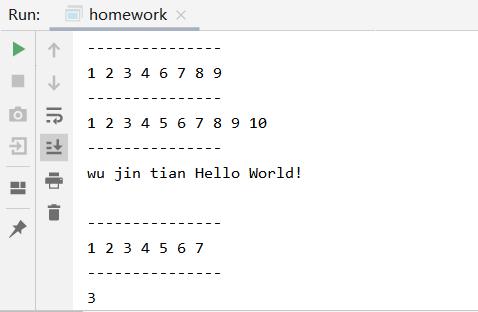 Run: homework
---------------
1 2 3 4 6 7 8 9
---------------
1 2 3 4 5 6 7 8 9 10
---------------
wu jin tian Hello World!
---------------
1 2 3 4 5 6 7
---------------
3